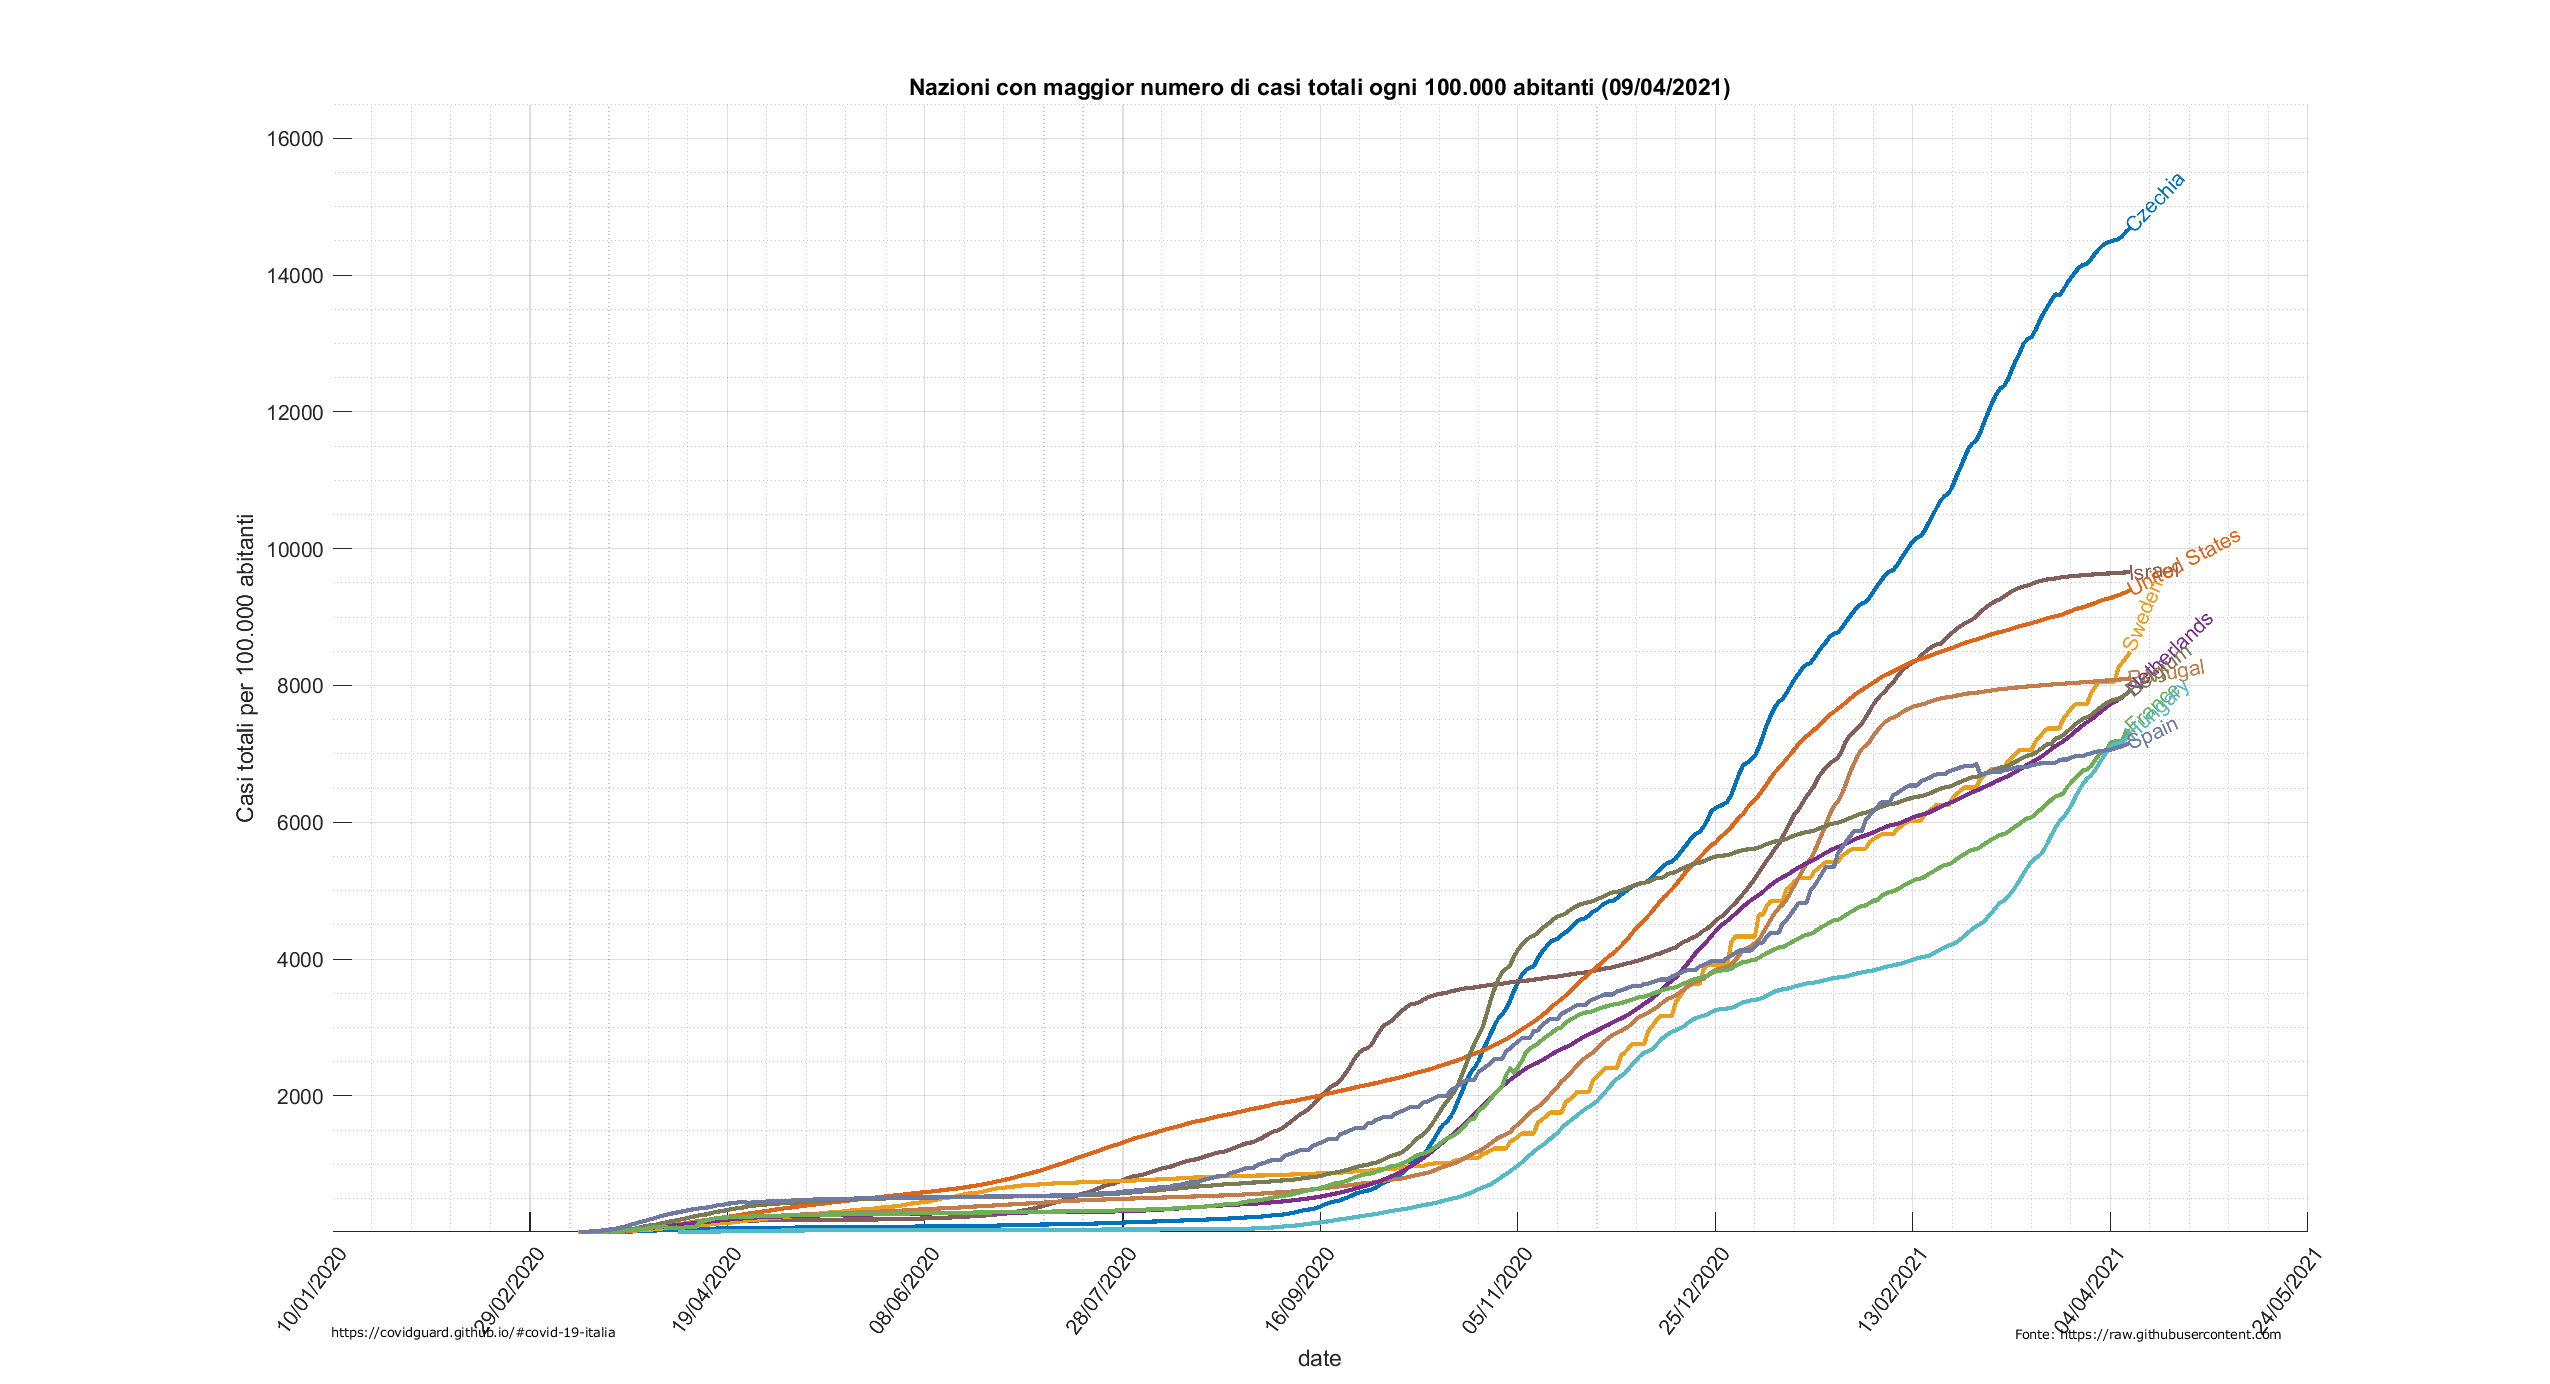 Nazioni con maggior numero di casi totali ogni 100.000 abitanti (09/04/2021)
Casi totali per 100.000 abitanti
16000
14000
12000
10000
8000
6000
4000
2000
Czechia
United States
Israel
Sweden
Netherlands
Belgium
Portugal
France
Hungary
Spain
10/01/2020
29/02/2020
19/04/2020
08/06/2020
28/07/2020
16/09/2020
05/11/2020
25/12/2020
13/02/2021
04/04/2021
24/05/2021
date
https://covidguard.github.io/#covid-19-italia
Fonte: https://raw.githubusercontent.com